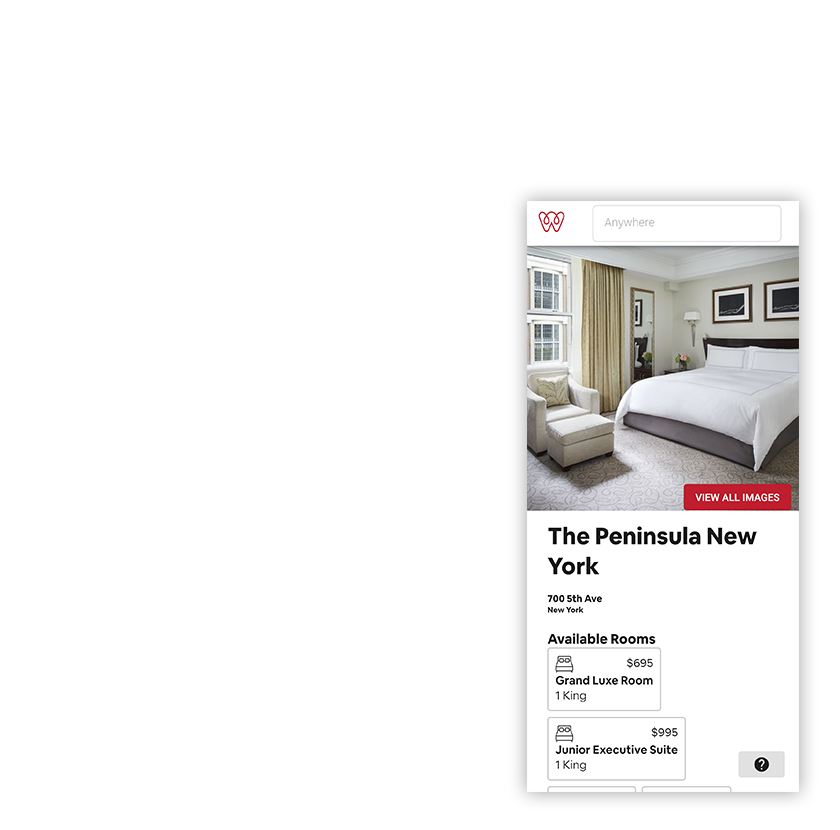 Anywhere
VIEW ALL IMAGES
The Peninsula New
York
700 5th Ave
New York
Available Rooms
$695
Grand Luxe Room
1 King
$995
Junior Executive Suite
1 King
?